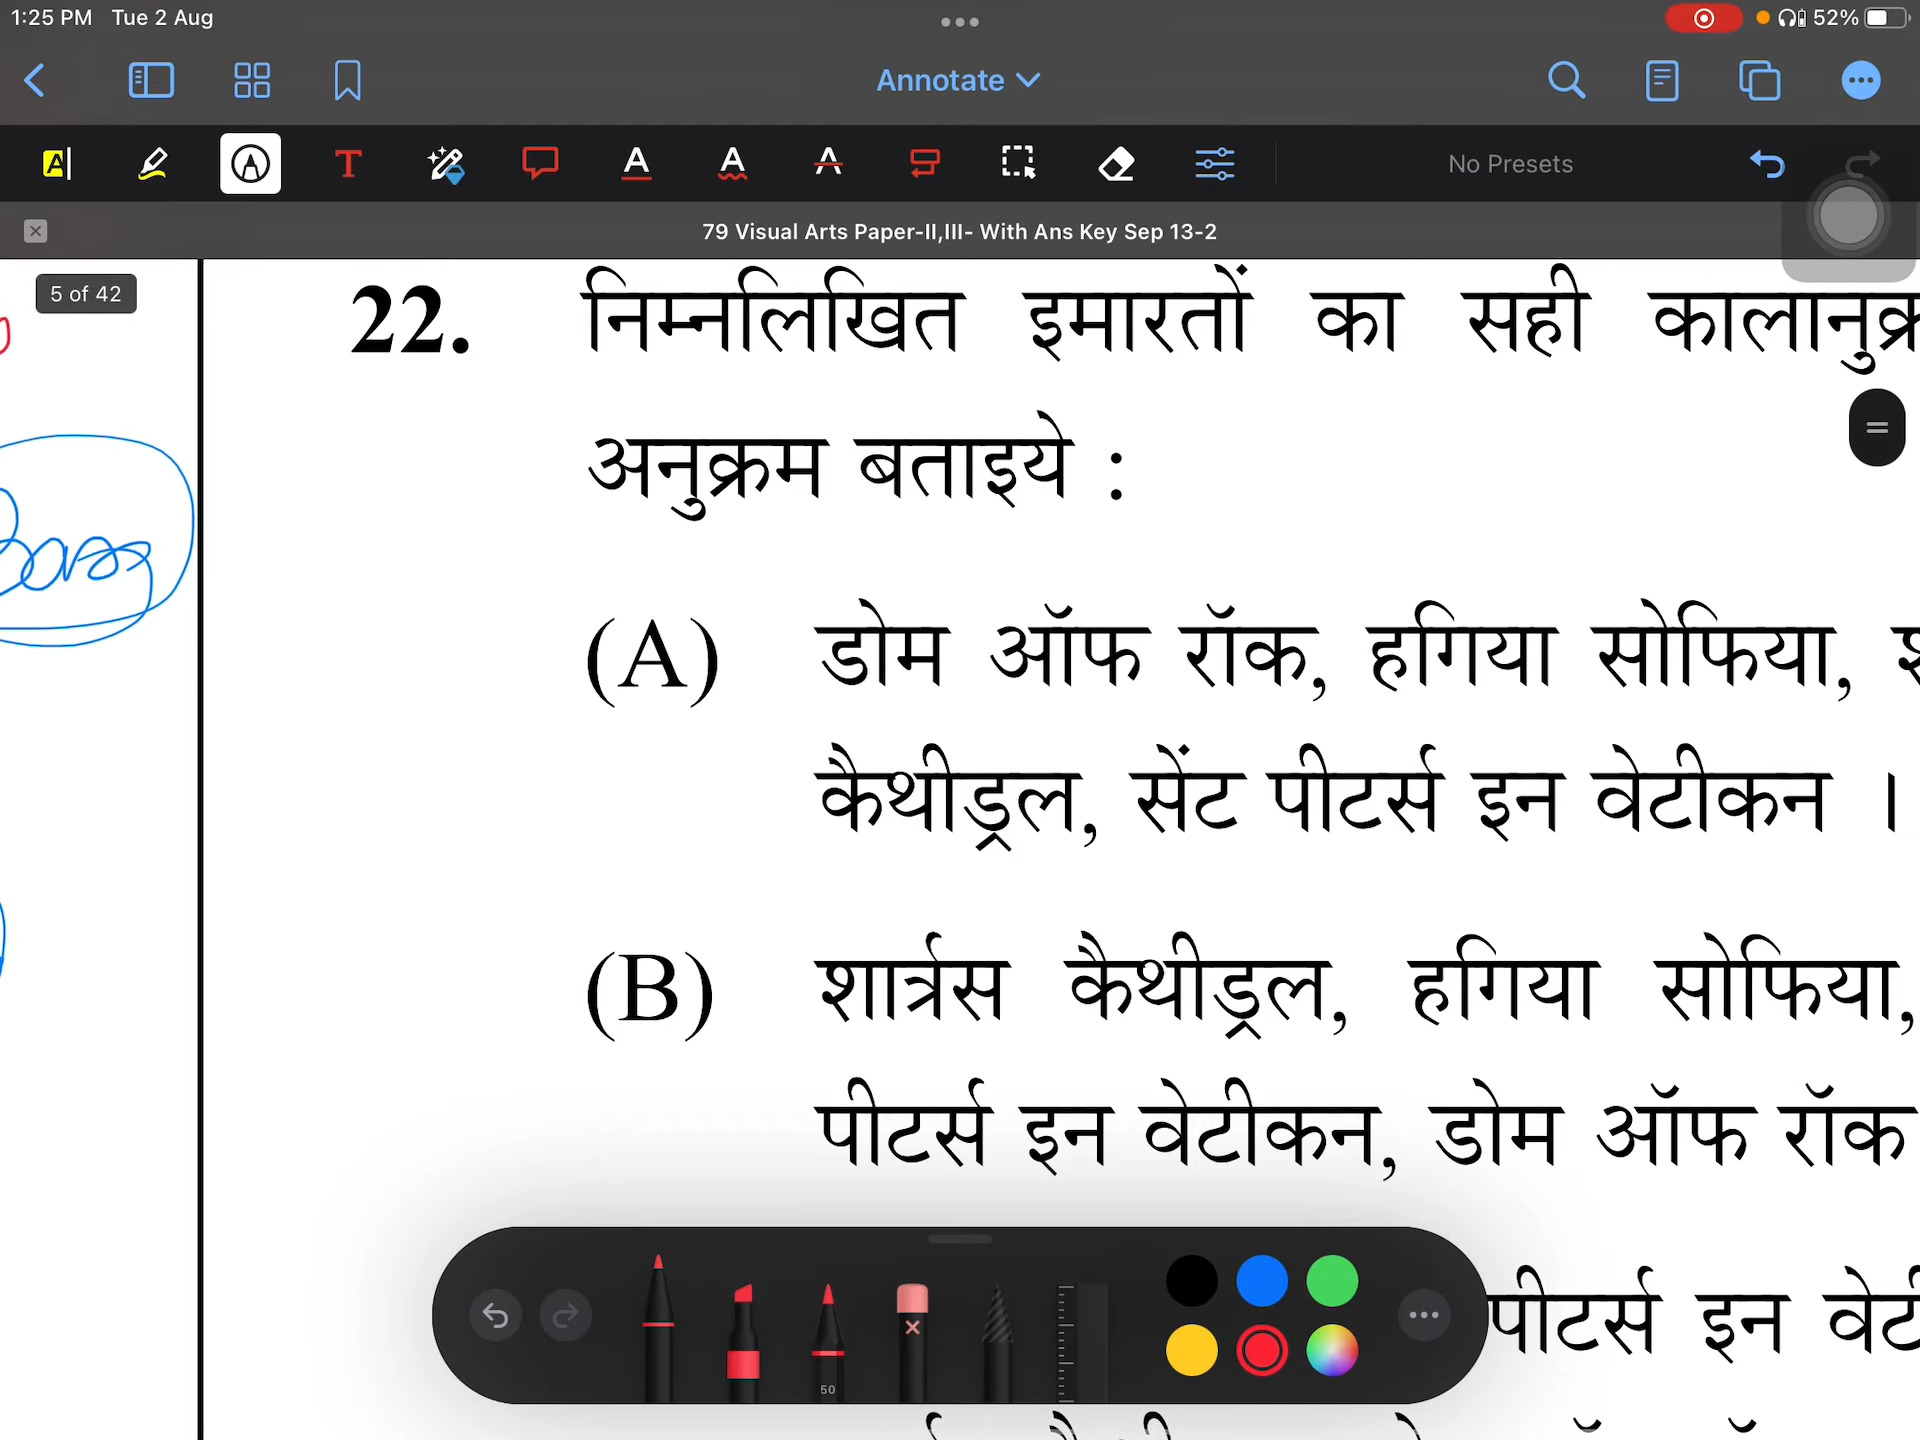 1:25 PM Tue 2 Aug
52%
Annotate
No Presets
79 Visual Arts Paper-II,III- With Ans Key Sep 13-2
5 of 42
22. निम्नलिखित इमारतों का सही कालानुक्र
अनुक्रम बताइये :
(A) डोम ऑफ रॉक, हगिया सोफिया,
कैथीड्रल, सेंट पीटर्स इन वेटीकन ।
(B) शार्त्रस कैथीड्रल, हगिया सोफिया,
पीटर्स इन वेटीकन, डोम ऑफ रॉक
पीटर्स इन वेटी
50